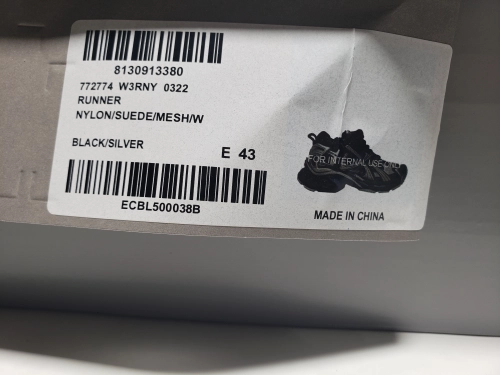 8130913380
772774 W3RNY 0322
RUNNER
NYLON/SUEDE/MESH/W
BLACK/SILVER
E 43
FOR INTERNAL USE ONLY
ECBL500038B
MADE IN CHINA